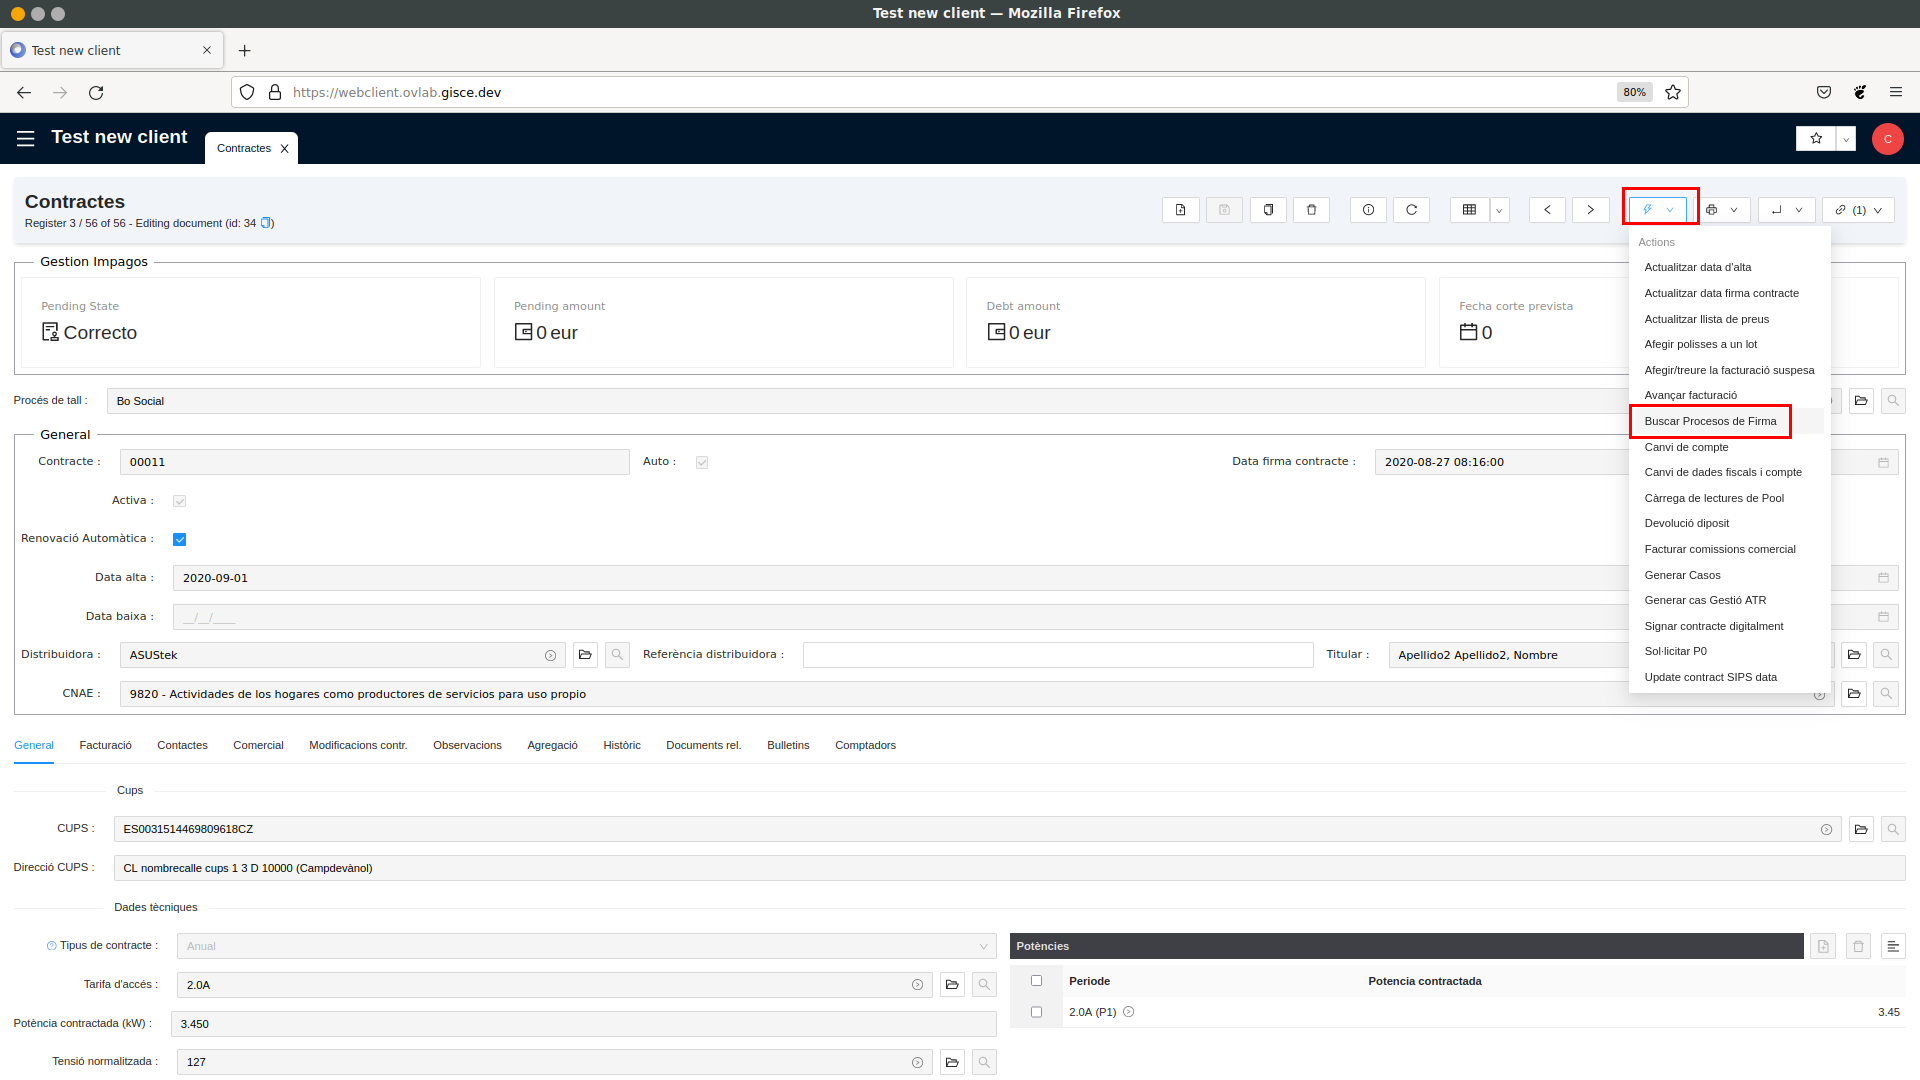 Test new client — Mozilla Firefox
Test new client
https://webclient.ovlab.gisce.dev
80%
Test new client
Contractes
C
Contractes
Register 3 / 56 of 56 - Editing document (id: 34 )
(1)
Actions
Actualitzar data d'alta
Actualitzar data firma contracte
Actualitzar llista de preus
Afegir polisses a un lot
Afegir/treure la facturació suspesa
Avançar facturació
Buscar Procesos de Firma
Canvi de compte
Canvi de dades fiscals i compte
Càrrega de lectures de Pool
Devolució diposit
Facturar comissions comercial
Generar Casos
Generar cas Gestió ATR
Signar contracte digitalment
Sol·licitar P0
Update contract SIPS data
Gestion Impagos
Pending State
Correcto
Pending amount
0 eur
Debt amount
0 eur
Fecha corte prevista
0
Procés de tall :
Bo Social
General
Contracte :
00011
Auto :
Data firma contracte :
2020-08-27 08:16:00
Activa :
Renovació Automàtica :
Data alta :
2020-09-01
Data baixa :
__/__/____
Distribuidora :
ASUStek
Referència distribuidora :
Titular :
Apellido2 Apellido2, Nombre
CNAE :
9820 - Actividades de los hogares como productores de servicios para uso propio
General
Facturació
Contactes
Comercial
Modificacions contr.
Observacions
Agregació
Històric
Documents rel.
Bulletins
Comptadors
Cups
CUPS :
ES0031514469809618CZ
Direcció CUPS :
CL nombrecalle cups 1 3 D 10000 (Campdevànol)
Dades tècniques
Tipus de contracte :
Anual
Tarifa d'accés :
2.0A
Potència contractada (kW) :
3.450
Tensió normalitzada :
127
Potències
Periode
Potencia contractada
2.0A (P1)
3.45